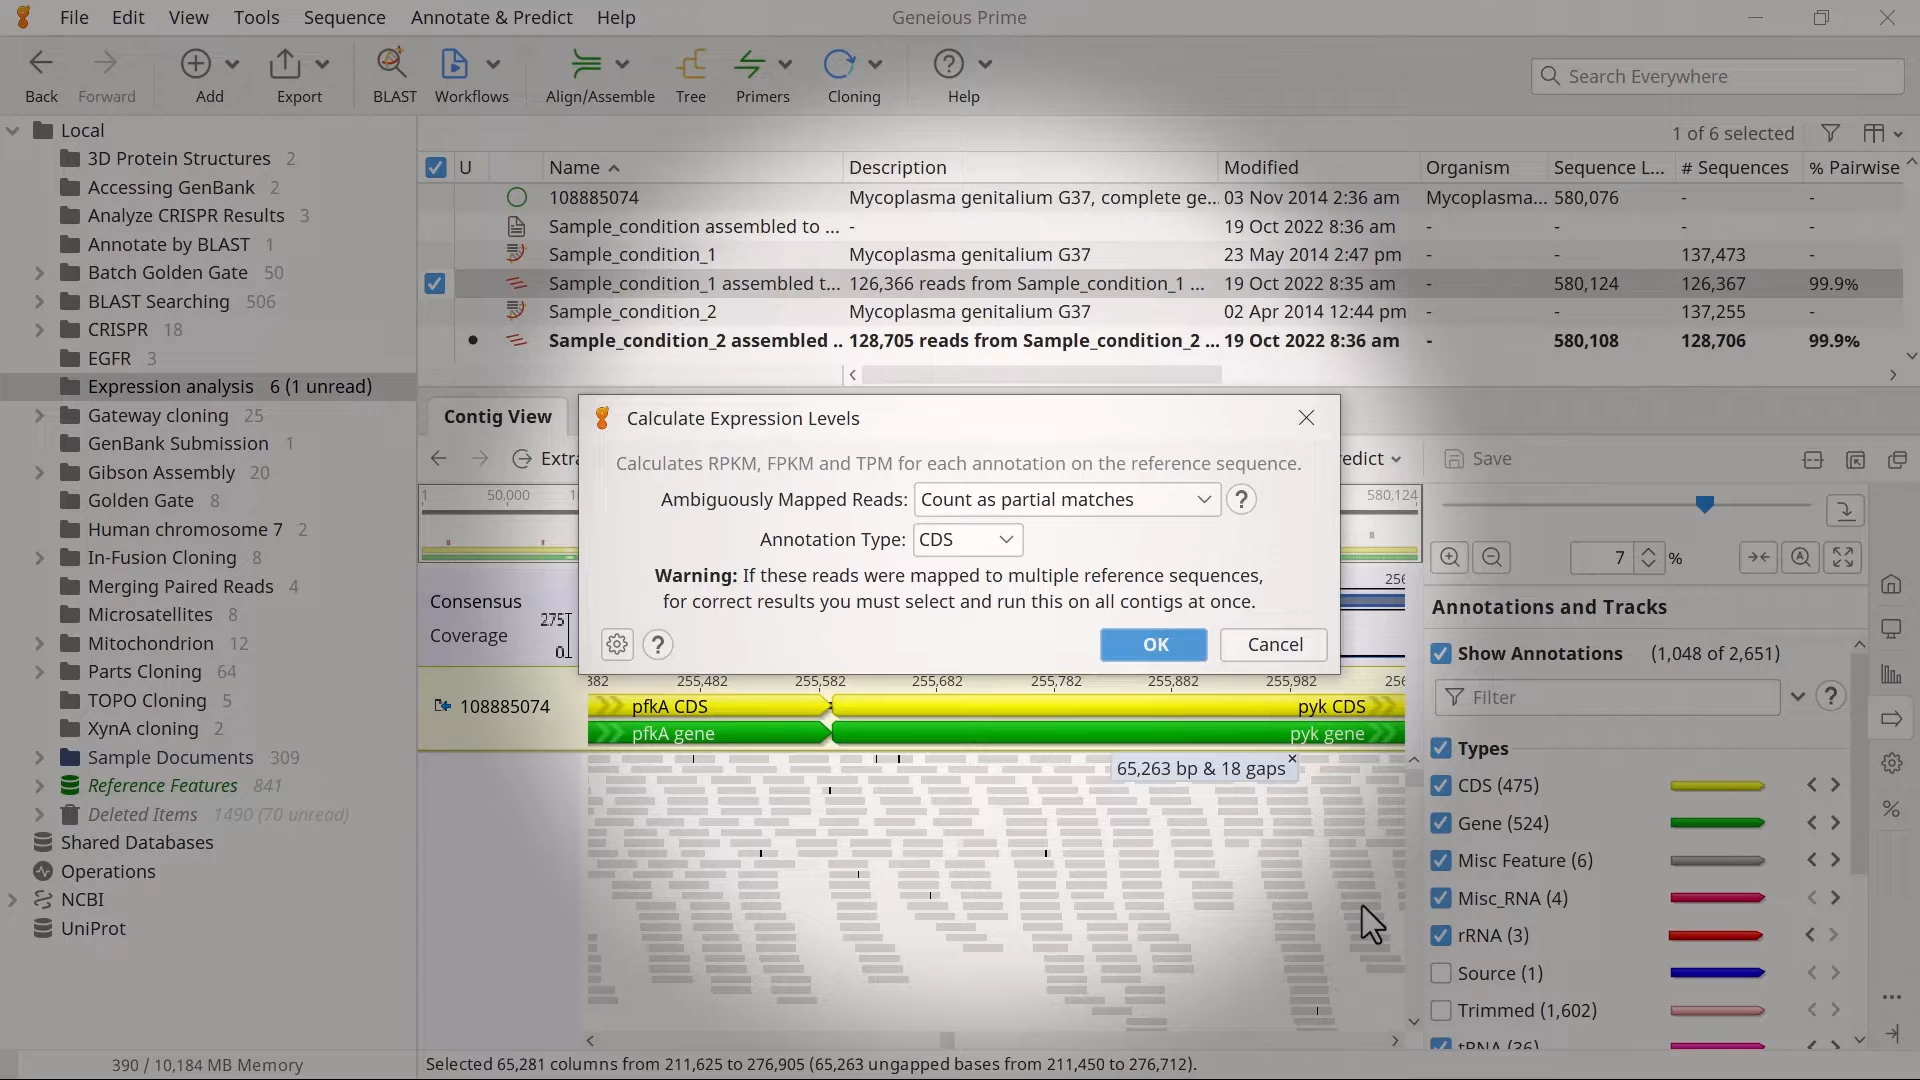 File Edit View Tools Sequence Annotate & Predict Help Geneious Prime
Back Forward Add Export BLAST Workflows Align/Assemble Tree Primers Cloning Help Search Everywhere
Local
3D Protein Structures 2
Accessing GenBank 2
Analyze CRISPR Results 3
Annotate by BLAST 1
Batch Golden Gate 50
BLAST Searching 506
CRISPR 18
EGFR 3
Expression analysis 6 (1 unread)
Gateway cloning 25
GenBank Submission 1
Gibson Assembly 20
Golden Gate 8
Human chromosome 7 2
In-Fusion Cloning 8
Merging Paired Reads 4
Microsatellites 8
Mitochondrion 12
Parts Cloning 64
TOPO Cloning 5
XynA cloning 2
Sample Documents 309
Reference Features 841
Deleted Items 1490 (70 unread)
Shared Databases
Operations
NCBI
UniProt
390 / 10,184 MB Memory
1 of 6 selected
U Name Description Modified Organism Sequence L... # Sequences % Pairwise
108885074 Mycoplasma genitalium G37, complete ge... 03 Nov 2014 2:36 am Mycoplasma... 580,076 - -
Sample_condition assembled to ... - 19 Oct 2022 8:36 am - - - -
Sample_condition_1 Mycoplasma genitalium G37 23 May 2014 2:47 pm - - 137,473 -
Sample_condition_1 assembled t... 126,366 reads from Sample_condition_1 ... 19 Oct 2022 8:35 am - 580,124 126,367 99.9%
Sample_condition_2 Mycoplasma genitalium G37 02 Apr 2014 12:44 pm - - 137,255 -
Sample_condition_2 assembled .. 128,705 reads from Sample_condition_2 ... 19 Oct 2022 8:36 am - 580,108 128,706 99.9%
Contig View
Extra
edict Save
1 50,000 1 580,124
Calculate Expression Levels
Calculates RPKM, FPKM and TPM for each annotation on the reference sequence.
Ambiguously Mapped Reads: Count as partial matches ?
Annotation Type: CDS
Warning: If these reads were mapped to multiple reference sequences,
for correct results you must select and run this on all contigs at once.
? OK Cancel
256
Consensus
Coverage 275
0
382 255,482 255,582 255,682 255,782 255,882 255,982 256
108885074 pfkA CDS pyk CDS
pfkA gene pyk gene
65,263 bp & 18 gaps
7 %
Annotations and Tracks
Show Annotations (1,048 of 2,651)
Filter ?
Types
CDS (475)
Gene (524)
Misc Feature (6)
Misc_RNA (4)
rRNA (3)
Source (1)
Trimmed (1,602)
tRNA (36)
Selected 65,281 columns from 211,625 to 276,905 (65,263 ungapped bases from 211,450 to 276,712).